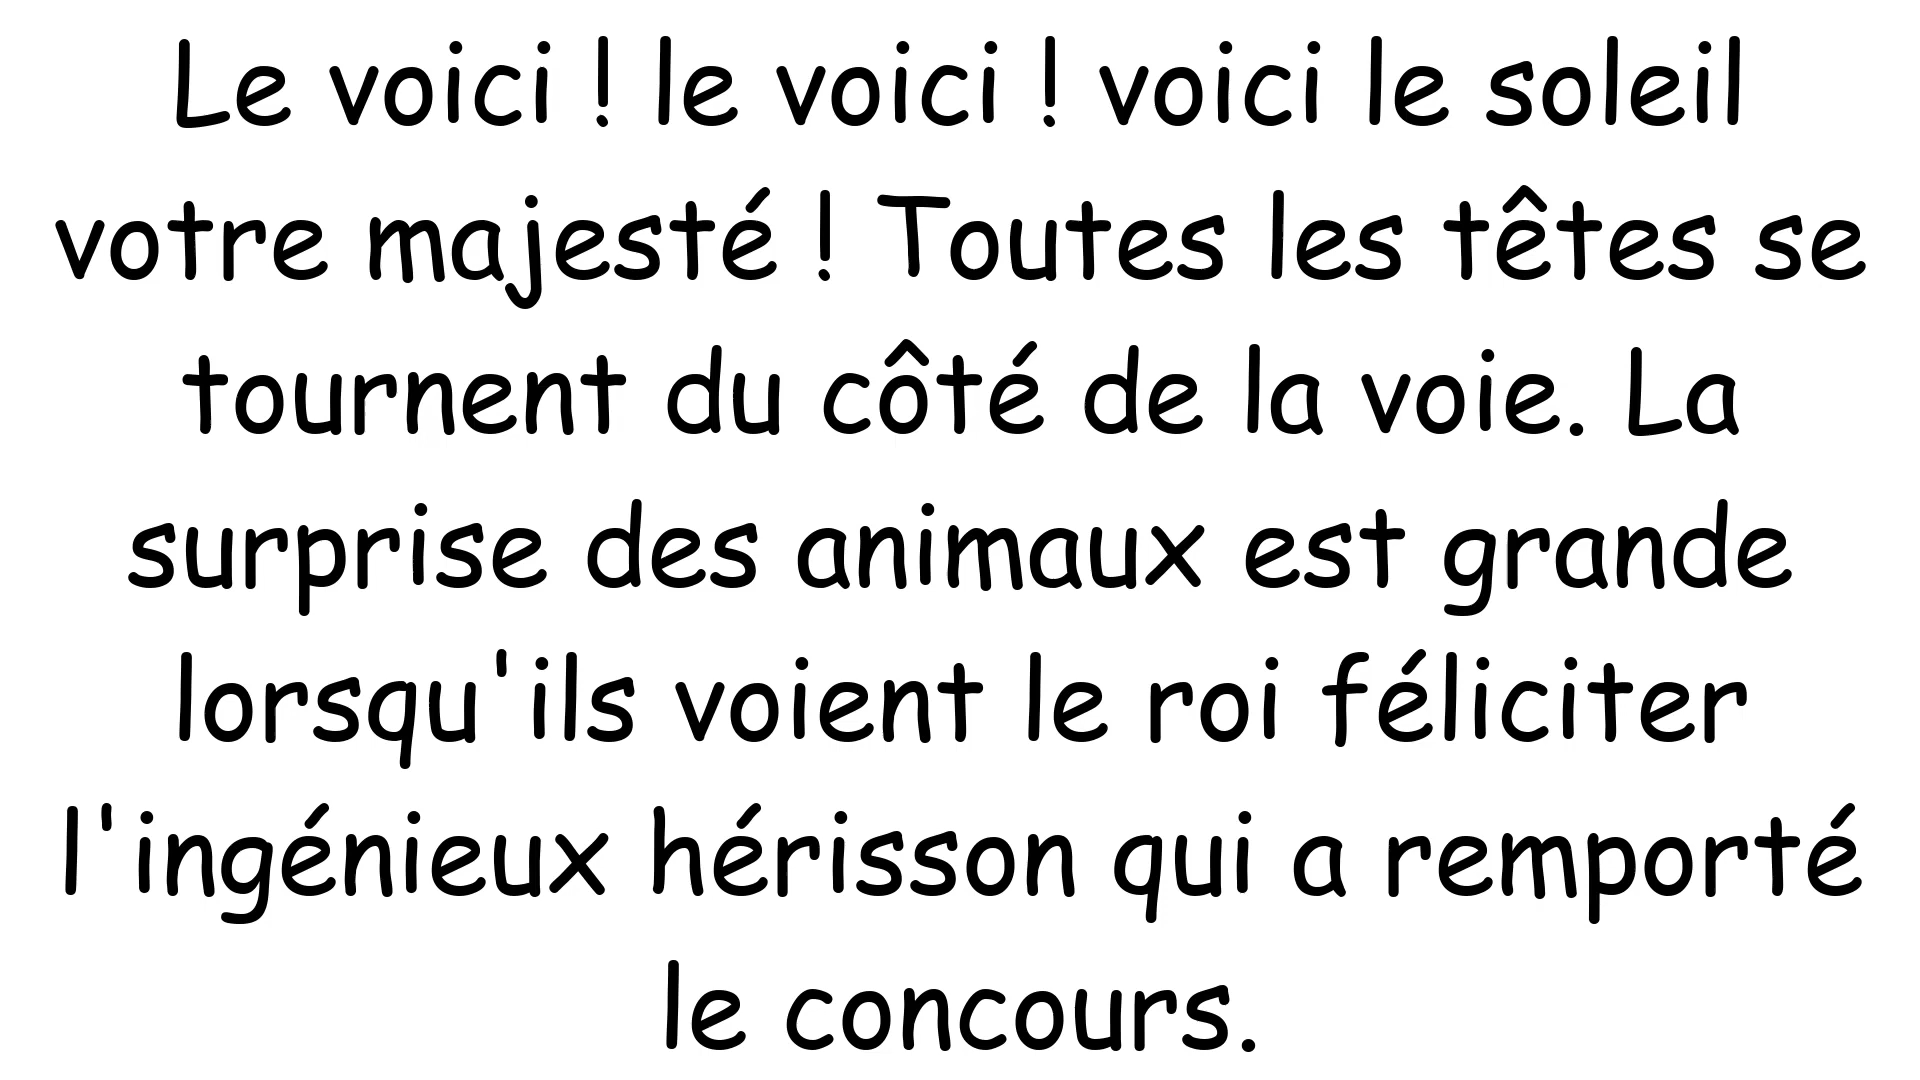 Le voici ! le voici ! voici le soleil
votre majesté ! Toutes les têtes se
tournent du côté de la voie. La
surprise des animaux est grande
lorsqu'ils voient le roi féliciter
l'ingénieux hérisson qui a remporté
le concours.